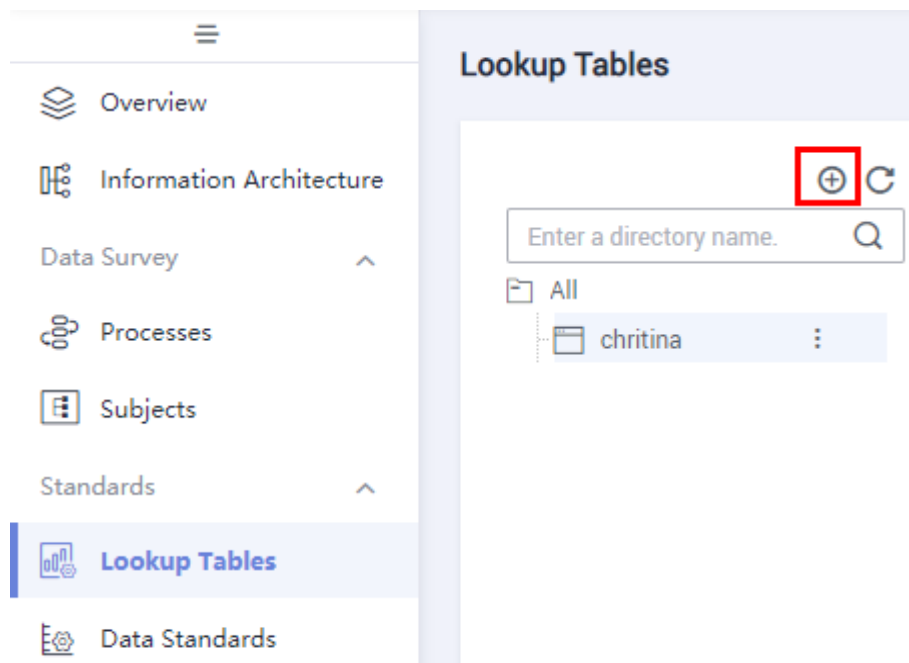 Overview
Information Architecture
Data Survey
Processes
Subjects
Standards
Lookup Tables
Data Standards
Lookup Tables
Enter a directory name.
All
chritina